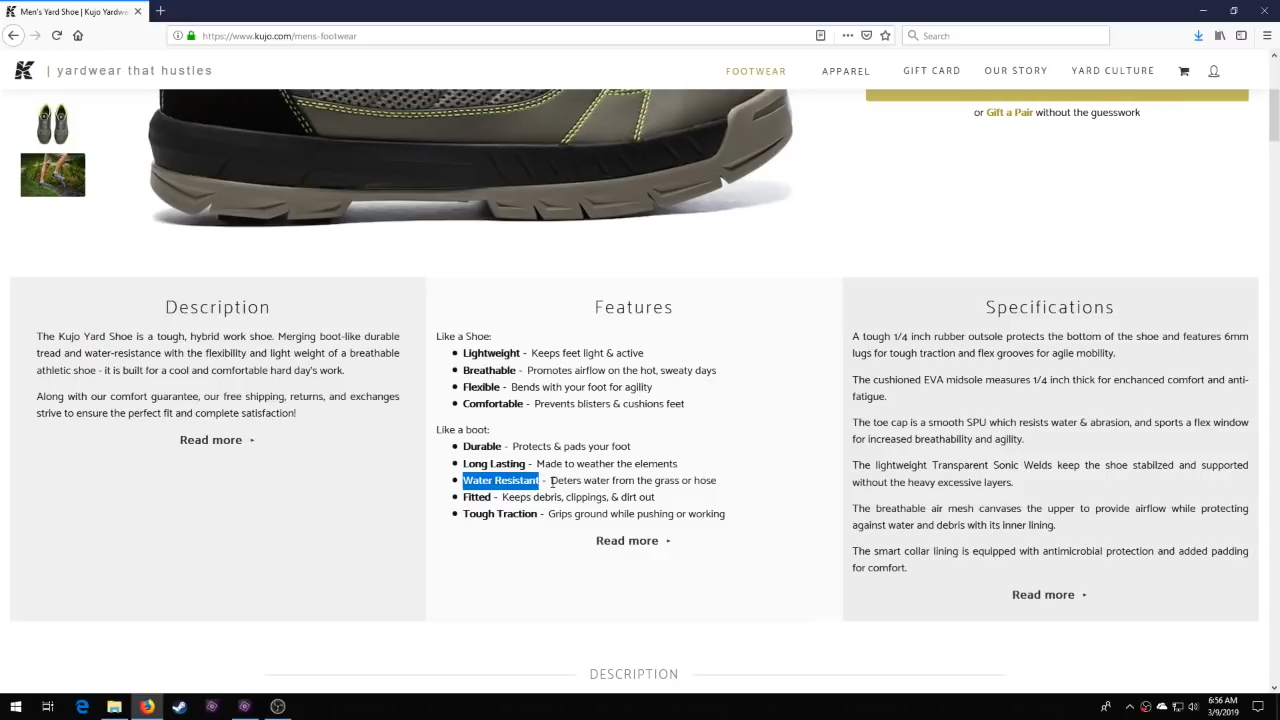 Men's Yard Shoe | Kujo Yardwe
https://www.kujo.com/mens-footwear
Search
| yardwear that hustles
FOOTWEAR
APPAREL
GIFT CARD
OUR STORY
YARD CULTURE
or Gift a Pair without the guesswork
Description
The Kujo Yard Shoe is a tough, hybrid work shoe. Merging boot-like durable
tread and water-resistance with the flexibility and light weight of a breathable
athletic shoe - it is built for a cool and comfortable hard day's work.
Along with our comfort guarantee, our free shipping, returns, and exchanges
strive to ensure the perfect fit and complete satisfaction!
Read more
Features
Like a Shoe:
Lightweight - Keeps feet light & active
Breathable - Promotes airflow on the hot, sweaty days
Flexible - Bends with your foot for agility
Comfortable - Prevents blisters & cushions feet
Like a boot:
Durable - Protects & pads your foot
Long Lasting - Made to weather the elements
Water Resistant - Deters water from the grass or hose
Fitted - Keeps debris, clippings, & dirt out
Tough Traction - Grips ground while pushing or working
Read more
Specifications
A tough 1/4 inch rubber outsole protects the bottom of the shoe and features 6mm
lugs for tough traction and flex grooves for agile mobility.
The cushioned EVA midsole measures 1/4 inch thick for enchanced comfort and anti-
fatigue.
The toe cap is a smooth SPU which resists water & abrasion, and sports a flex window
for increased breathability and agility.
The lightweight Transparent Sonic Welds keep the shoe stabilzed and supported
without the heavy excessive layers.
The breathable air mesh canvases the upper to provide airflow while protecting
against water and debris with its inner lining.
The smart collar lining is equipped with antimicrobial protection and added padding
for comfort.
Read more
DESCRIPTION
6:56 AM
3/9/2019